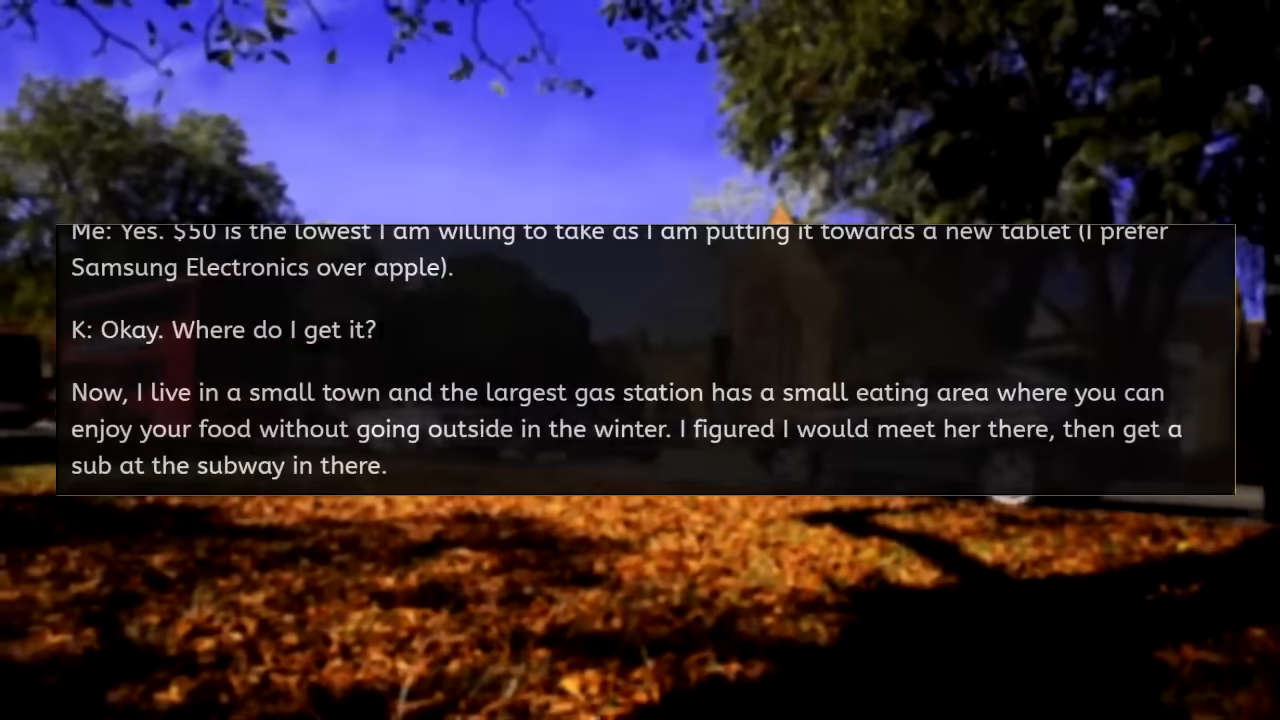 Me: Yes. $50 is the lowest I am willing to take as I am putting it towards a new tablet (I prefer
Samsung Electronics over apple).
K: Okay. Where do I get it?
Now, I live in a small town and the largest gas station has a small eating area where you can
enjoy your food without going outside in the winter. I figured I would meet her there, then get a
sub at the subway in there.